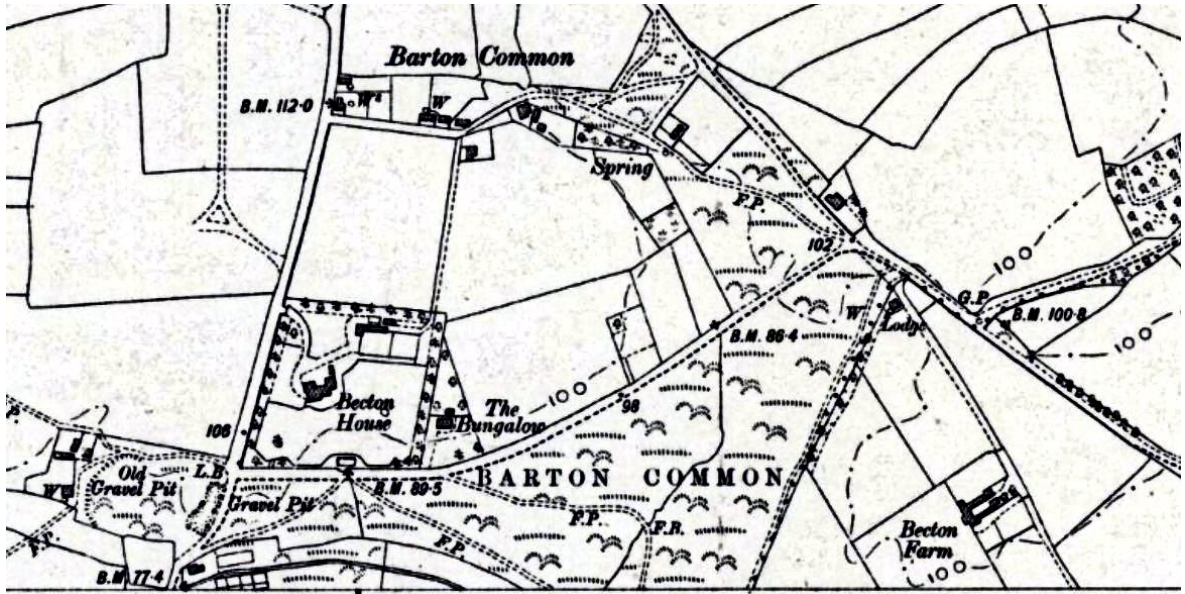 Barton Common
B.M. 112·0
Wˢ
W
Spring
F.P.
102
100
G.P.
B.M. 100·8
W
Lodge
100
B.M. 86·4
100
98
Becton
House
The
Bungalow
108
Old
Gravel Pit
L.B.
Gravel Pit
B.M. 89·5
BARTON COMMON
W
F.P.
F.B.
F.P.
F.P.
Becton
Farm
100
B.M. 77·4